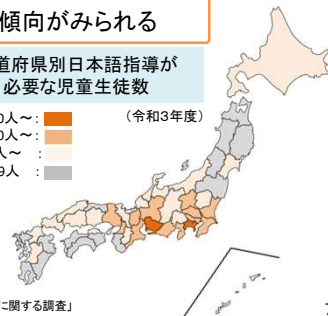 傾向がみられる
道府県別日本語指導が
必要な児童生徒数
(令和3年度)
0人～:
0人～:
人～ :
9人 :
に関する調査」